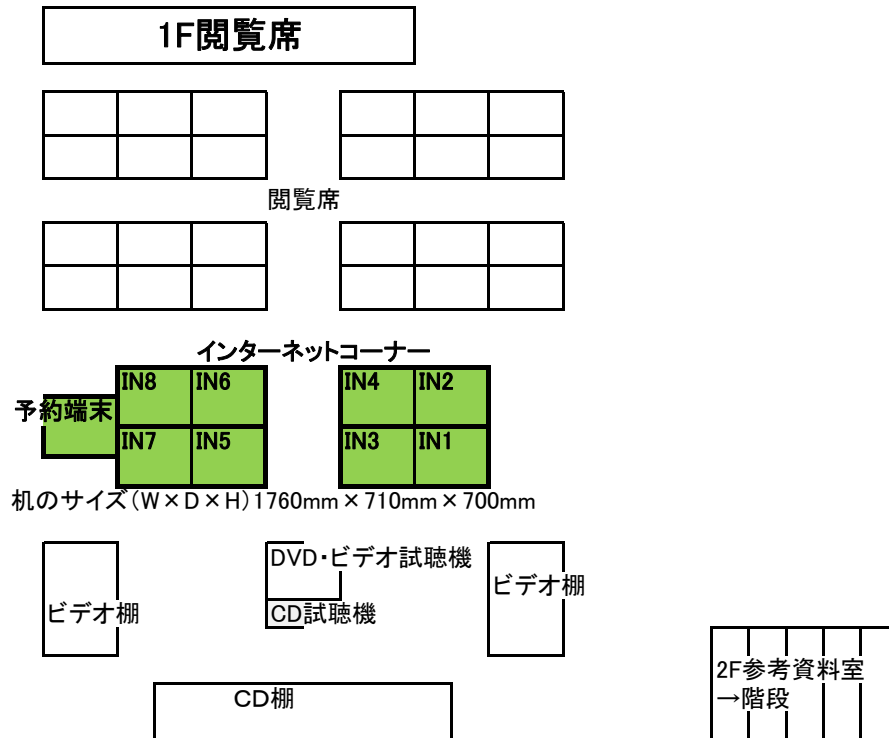 1F閲覧席
閲覧席
インターネットコーナー
IN8 IN6 IN4 IN2
予約端末
IN7 IN5 IN3 IN1
机のサイズ(W×D×H)1760mm×710mm×700mm
DVD・ビデオ試聴機
ビデオ棚
ビデオ棚
CD試聴機
2F参考資料室
→階段
CD棚